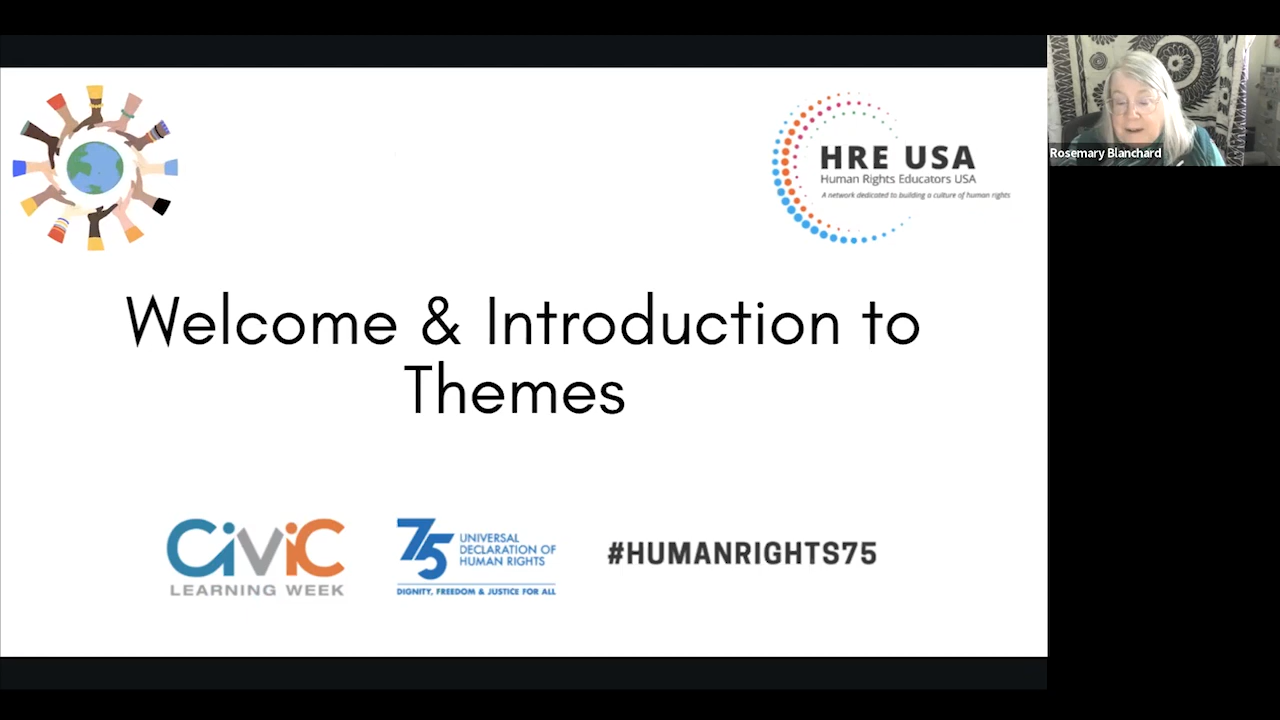 HRE USA
Human Rights Educators USA
A network dedicated to building a culture of human rights
Rosemary Blanchard
Welcome & Introduction to
Themes
CiviC
LEARNING WEEK
75
UNIVERSAL
DECLARATION OF
HUMAN RIGHTS
DIGNITY, FREEDOM & JUSTICE FOR ALL
#HUMANRIGHTS75